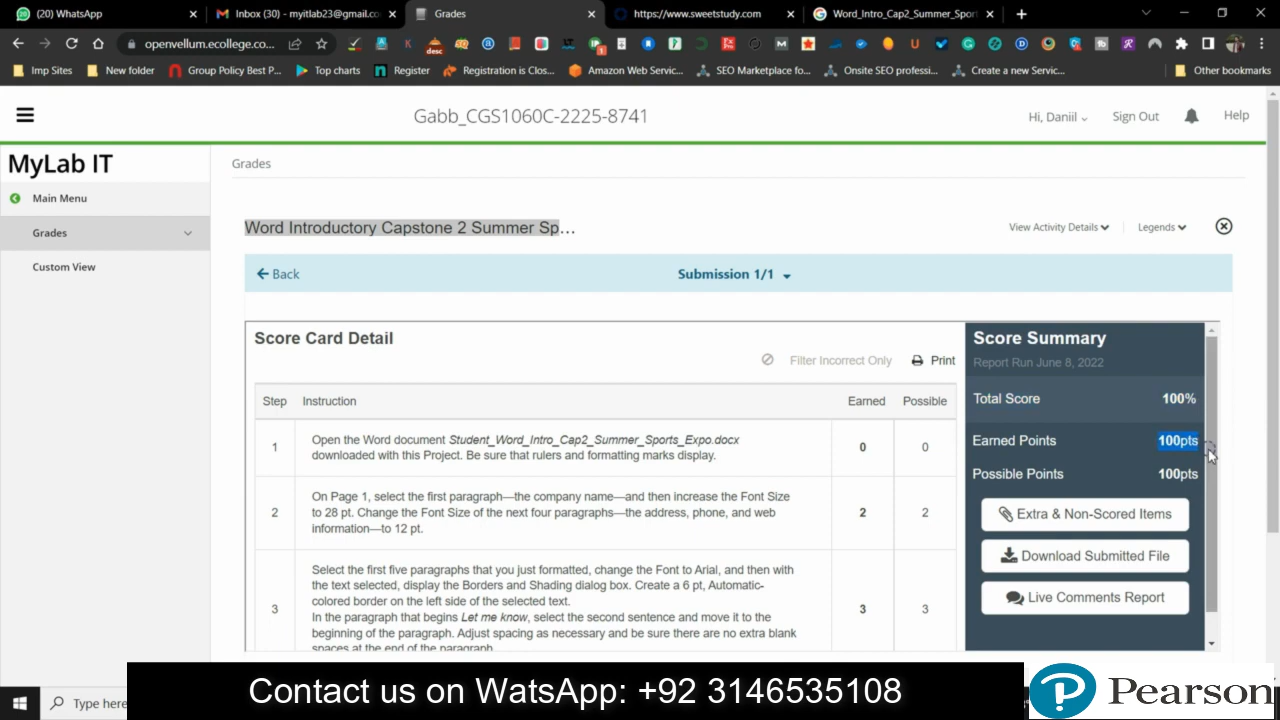 (20) WhatsApp
Inbox (30) - myitlab23@gmail.co
Grades
https://www.sweetstudy.com
Word_Intro_Cap2_Summer_Sport
openvellum.ecollege.co...
Imp Sites
New folder
Group Policy Best P...
Top charts
Register
Registration is Clos...
Amazon Web Servic...
SEO Marketplace fo...
Onsite SEO professi...
Create a new Servic...
Other bookmarks
Gabb_CGS1060C-2225-8741
Hi, Daniil
Sign Out
Help
MyLab IT
Grades
Main Menu
Grades
Custom View
Word Introductory Capstone 2 Summer Sp...
View Activity Details
Legends
Back
Submission 1/1
Score Card Detail
Filter Incorrect Only
Print
Step Instruction Earned Possible
1 Open the Word document Student_Word_Intro_Cap2_Summer_Sports_Expo.docx 0 0
downloaded with this Project. Be sure that rulers and formatting marks display.
On Page 1, select the first paragraph—the company name—and then increase the Font Size
2 to 28 pt. Change the Font Size of the next four paragraphs—the address, phone, and web 2 2
information—to 12 pt.
Select the first five paragraphs that you just formatted, change the Font to Arial, and then with
the text selected, display the Borders and Shading dialog box. Create a 6 pt, Automatic-
colored border on the left side of the selected text.
3 In the paragraph that begins Let me know, select the second sentence and move it to the 3 3
beginning of the paragraph. Adjust spacing as necessary and be sure there are no extra blank
spaces at the end of the paragraph.
Score Summary
Report Run June 8, 2022
Total Score 100%
Earned Points 100pts
Possible Points 100pts
Extra & Non-Scored Items
Download Submitted File
Live Comments Report
Type here
Contact us on WatsApp: +92 3146535108
Pearson